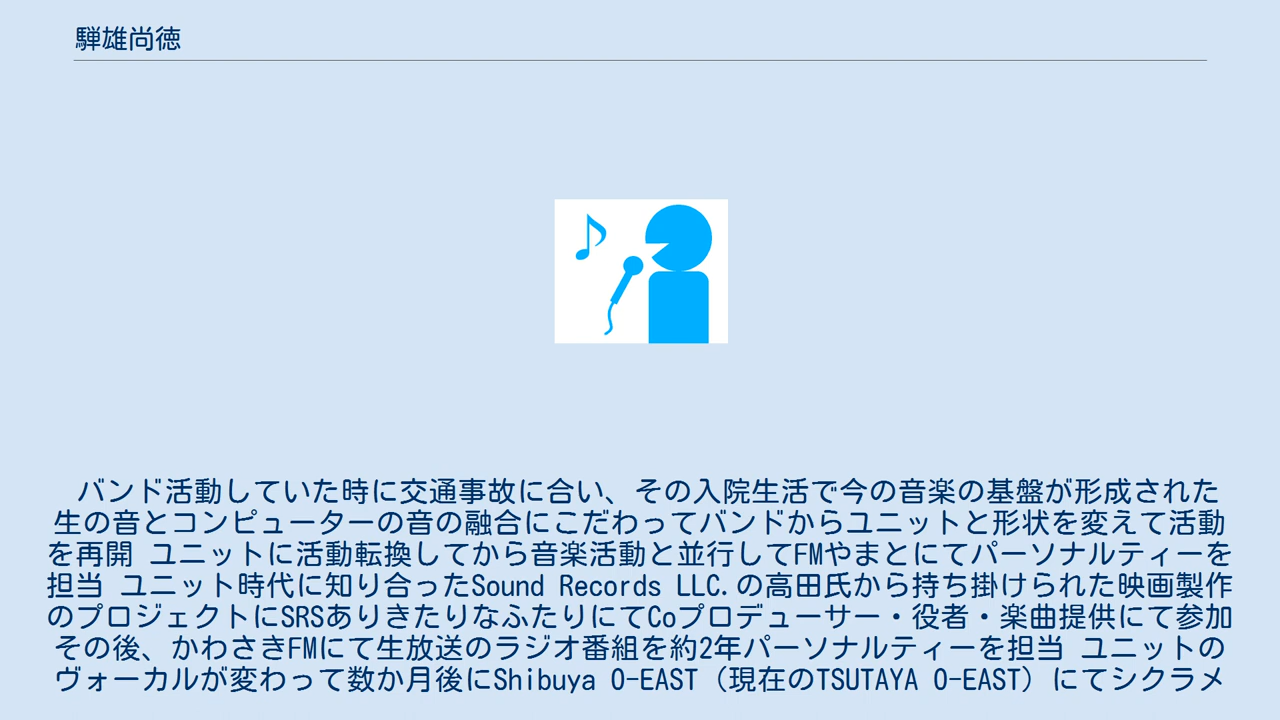 騨雄尚徳
バンド活動していた時に交通事故に合い、その入院生活で今の音楽の基盤が形成された
生の音とコンピューターの音の融合にこだわってバンドからユニットと形状を変えて活動
を再開 ユニットに活動転換してから音楽活動と並行してFMやまとにてパーソナルティーを
担当 ユニット時代に知り合ったSound Records LLC.の高田氏から持ち掛けられた映画製作
のプロジェクトにSRSありきたりなふたりにてCoプロデューサー・役者・楽曲提供にて参加
その後、かわさきFMにて生放送のラジオ番組を約2年パーソナルティーを担当 ユニットの
ヴォーカルが変わって数か月後にShibuya O-EAST（現在のTSUTAYA O-EAST）にてシクラメ